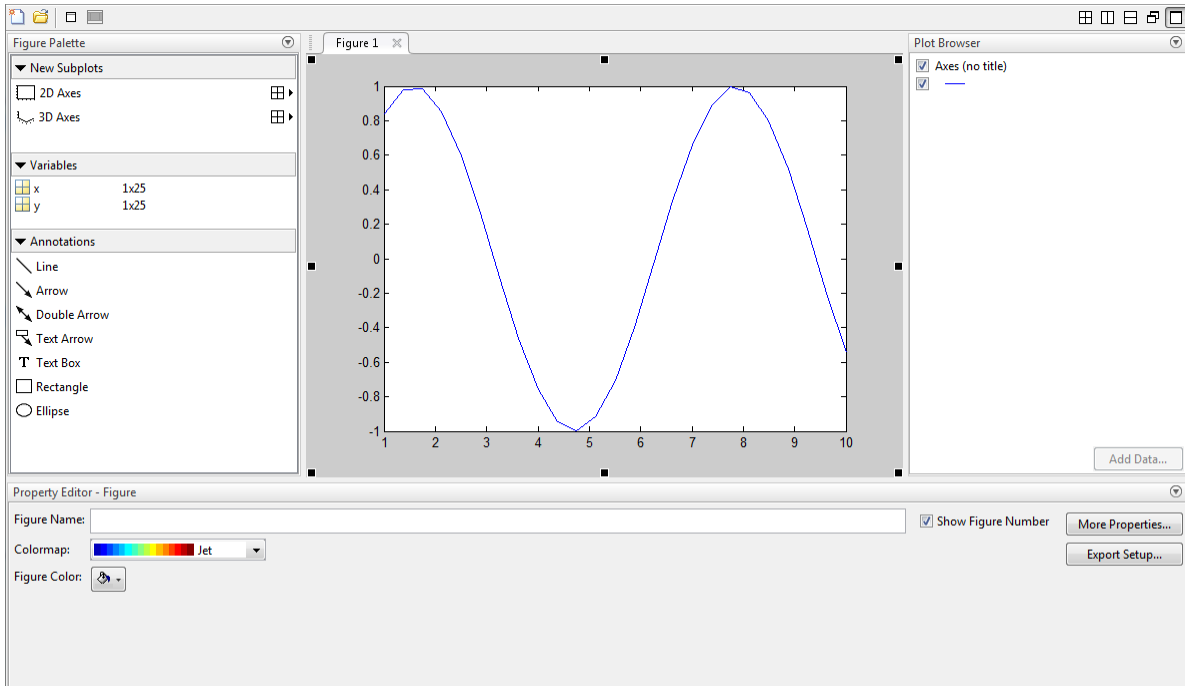 Figure Palette
New Subplots
2D Axes
3D Axes
Variables
x 1x25
y 1x25
Annotations
Line
Arrow
Double Arrow
Text Arrow
T Text Box
Rectangle
Ellipse
Figure 1
1
0.8
0.6
0.4
0.2
0
-0.2
-0.4
-0.6
-0.8
-1
1 2 3 4 5 6 7 8 9 10
Plot Browser
Axes (no title)
Add Data...
Property Editor - Figure
Figure Name:
Show Figure Number
More Properties...
Colormap: Jet
Export Setup...
Figure Color: